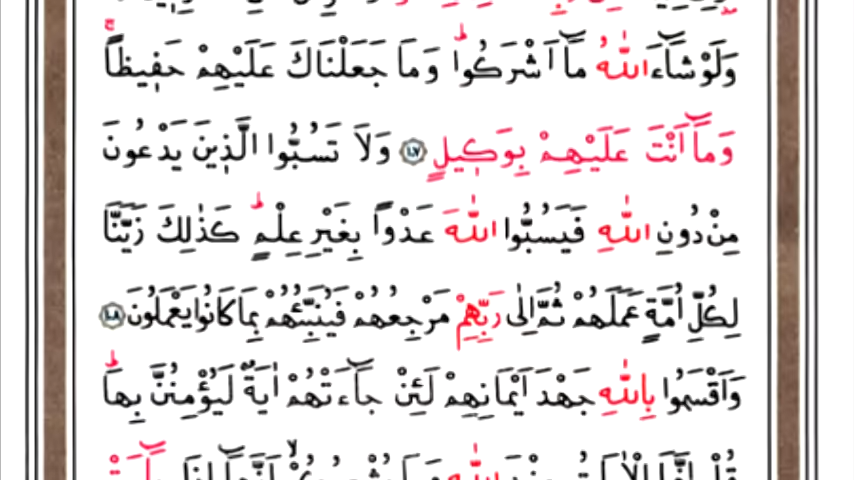 وَلَوْ شَٓاءَ اللّٰهُ مَٓا اَشْرَكُواۜ وَمَا جَعَلْنَاكَ عَلَيْهِمْ حَف۪يظًاۚ
وَمَٓا اَنْتَ عَلَيْهِمْ بِوَك۪يلٍ ١٠٧ وَلَا تَسُبُّوا الَّذ۪ينَ يَدْعُونَ
مِنْ دُونِ اللّٰهِ فَيَسُبُّوا اللّٰهَ عَدْوًا بِغَيْرِ عِلْمٍۜ كَذٰلِكَ زَيَّنَّا
لِكُلِّ اُمَّةٍ عَمَلَهُمْ ثُمَّ اِلٰى رَبِّهِمْ مَرْجِعُهُمْ فَيُنَبِّئُهُمْ بِمَا كَانُوا يَعْمَلُونَ ١٠٨
وَاَقْسَمُوا بِاللّٰهِ جَهْدَ اَيْمَانِهِمْ لَئِنْ جَٓاءَتْهُمْ اٰيَةٌ لَيُؤْمِنُنَّ بِهَاۜ